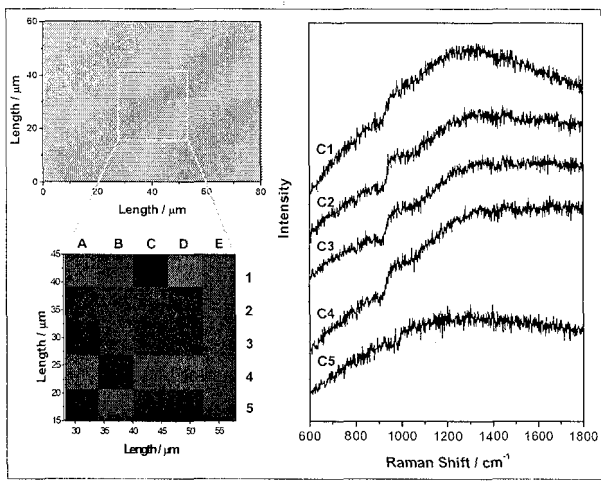 60
40
20
0
Length / μm
0 20 40 60 80
Length / μm
A B C D E
45
40
35
30
25
20
15
Length / μm
1
2
3
4
5
30 35 40 45 50 55
Length / μm
Intensity
C1
C2
C3
C4
C5
600 800 1000 1200 1400 1600 1800
Raman Shift / cm⁻¹